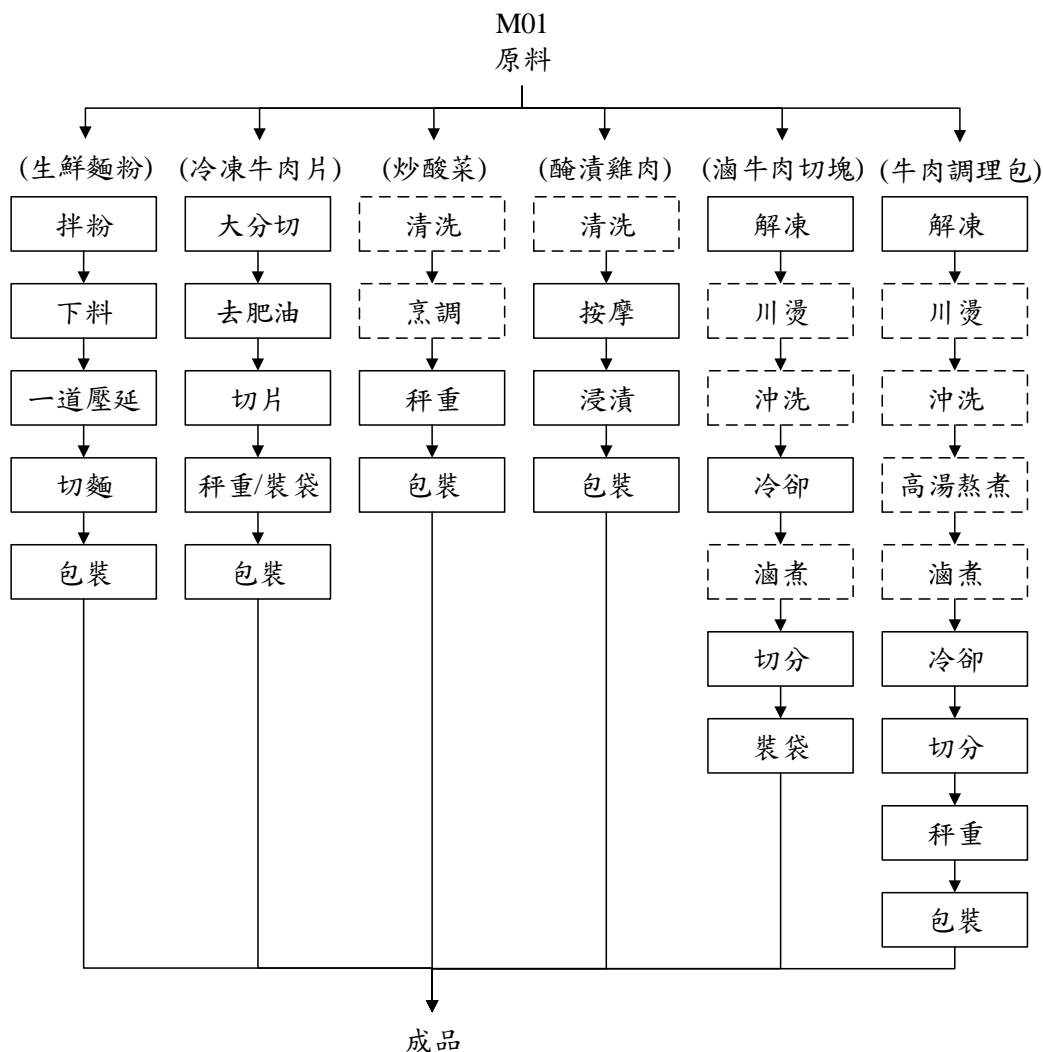 M01
原料
(生鮮麵粉) (冷凍牛肉片) (炒酸菜) (醃漬雞肉) (滷牛肉切塊) (牛肉調理包)
拌粉 大分切 清洗 清洗 解凍 解凍
下料 去肥油 烹調 按摩 川燙 川燙
一道壓延 切片 秤重 浸漬 沖洗 沖洗
切麵 秤重/裝袋 包裝 包裝 冷卻 高湯熬煮
包裝 包裝 滷煮 滷煮
切分 冷卻
裝袋 切分
秤重
包裝
成品